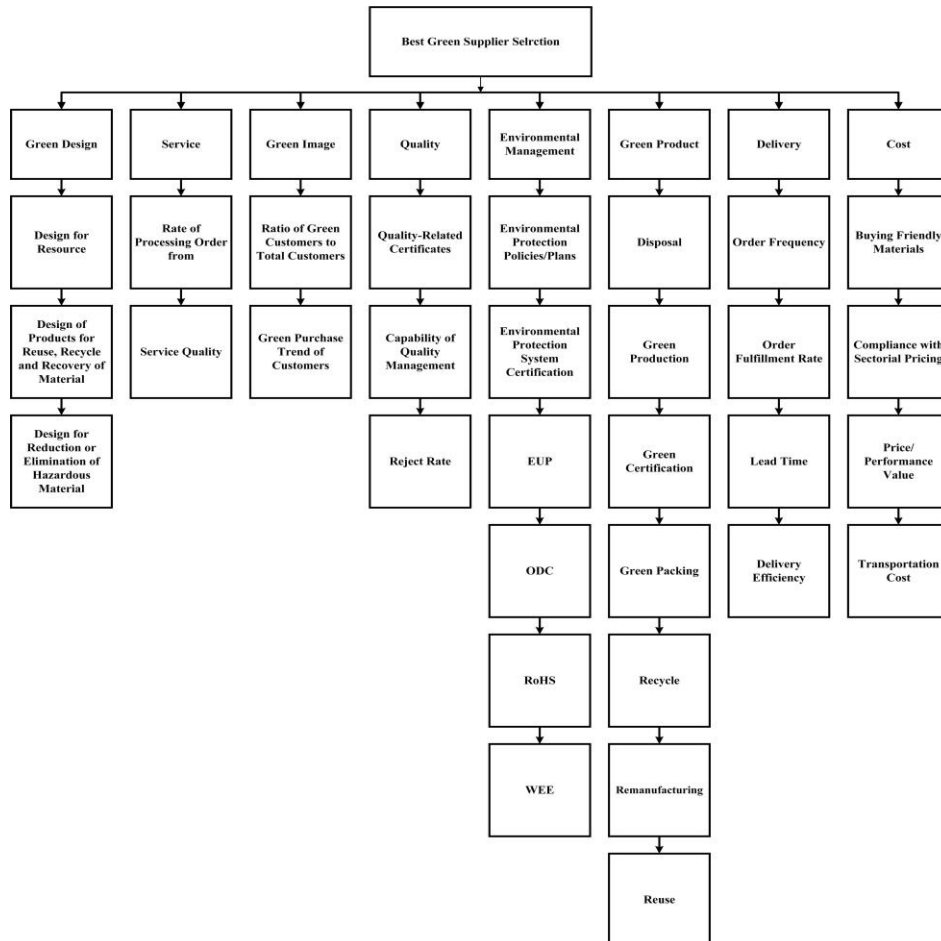 Best Green Supplier Selrction
Green Design
Service
Green Image
Quality
Environmental
Management
Green Product
Delivery
Cost
Design for
Resource
Rate of
Processing Order
from
Ratio of Green
Customers to
Total Customers
Quality-Related
Certificates
Environmental
Protection
Policies/Plans
Disposal
Order Frequency
Buying Friendly
Materials
Design of
Products for
Reuse, Recycle
and Recovery of
Material
Service Quality
Green Purchase
Trend of
Customers
Capability of
Quality
Management
Environmental
Protection
System
Certification
Green
Production
Order
Fulfillment Rate
Compliance with
Sectorial Pricing
Design for
Reduction or
Elimination of
Hazardous
Material
Reject Rate
EUP
Green
Certification
Lead Time
Price/
Performance
Value
ODC
Green Packing
Delivery
Efficiency
Transportation
Cost
RoHS
Recycle
WEE
Remanufacturing
Reuse